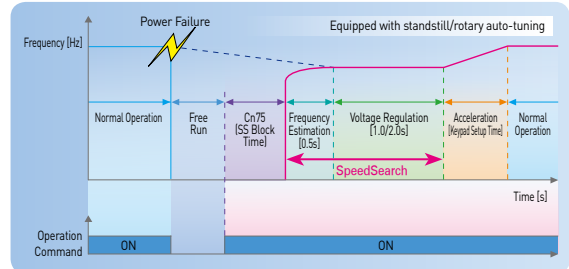 Power Failure
Equipped with standstill/rotary auto-tuning
Frequency [Hz]
Normal Operation
Free
Run
Cn75
[SS Block
Time]
Frequency
Estimation
[0.5s]
Voltage Regulation
[1.0/2.0s]
Acceleration
[Keypad Setup Time]
Normal
Operation
SpeedSearch
Time [s]
Operation
Command
ON
ON